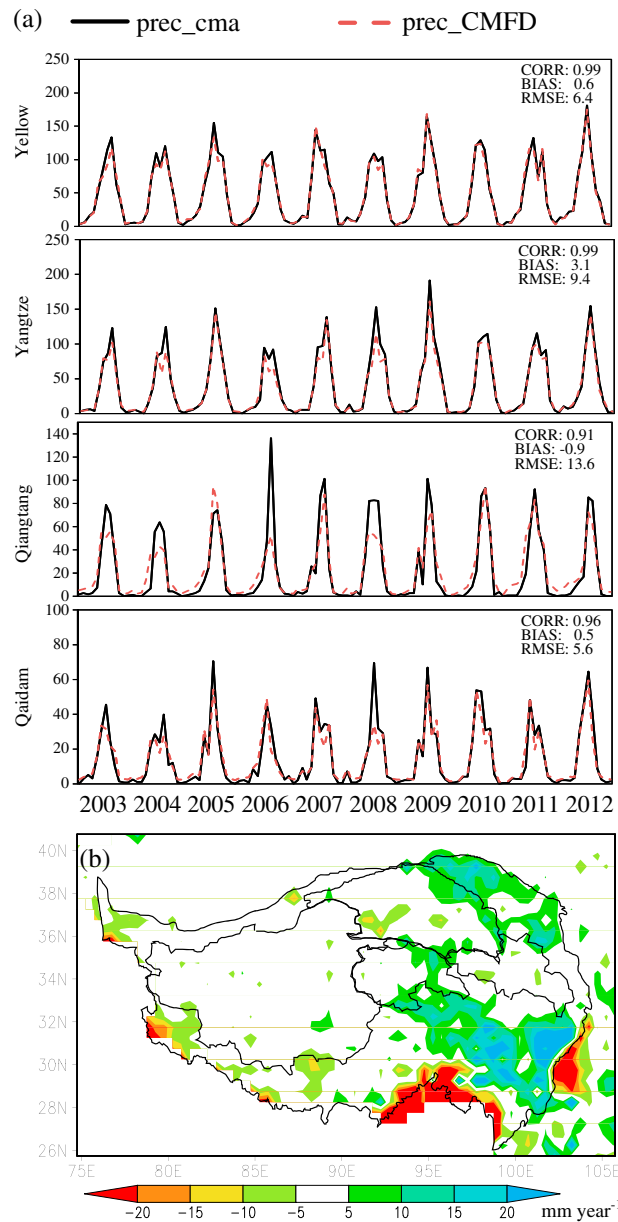 (a) prec_cma prec_CMFD
250
200
150
100
50
0
Yellow
CORR: 0.99
BIAS: 0.6
RMSE: 6.4
250
200
150
100
50
0
Yangtze
CORR: 0.99
BIAS: 3.1
RMSE: 9.4
140
120
100
80
60
40
20
0
Qiangtang
CORR: 0.91
BIAS: -0.9
RMSE: 13.6
100
80
60
40
20
0
Qaidam
CORR: 0.96
BIAS: 0.5
RMSE: 5.6
2003 2004 2005 2006 2007 2008 2009 2010 2011 2012
(b)
40N
38N
36N
34N
32N
30N
28N
26N
75E 80E 85E 90E 95E 100E 105E
-20 -15 -10 -5 5 10 15 20 mm year⁻